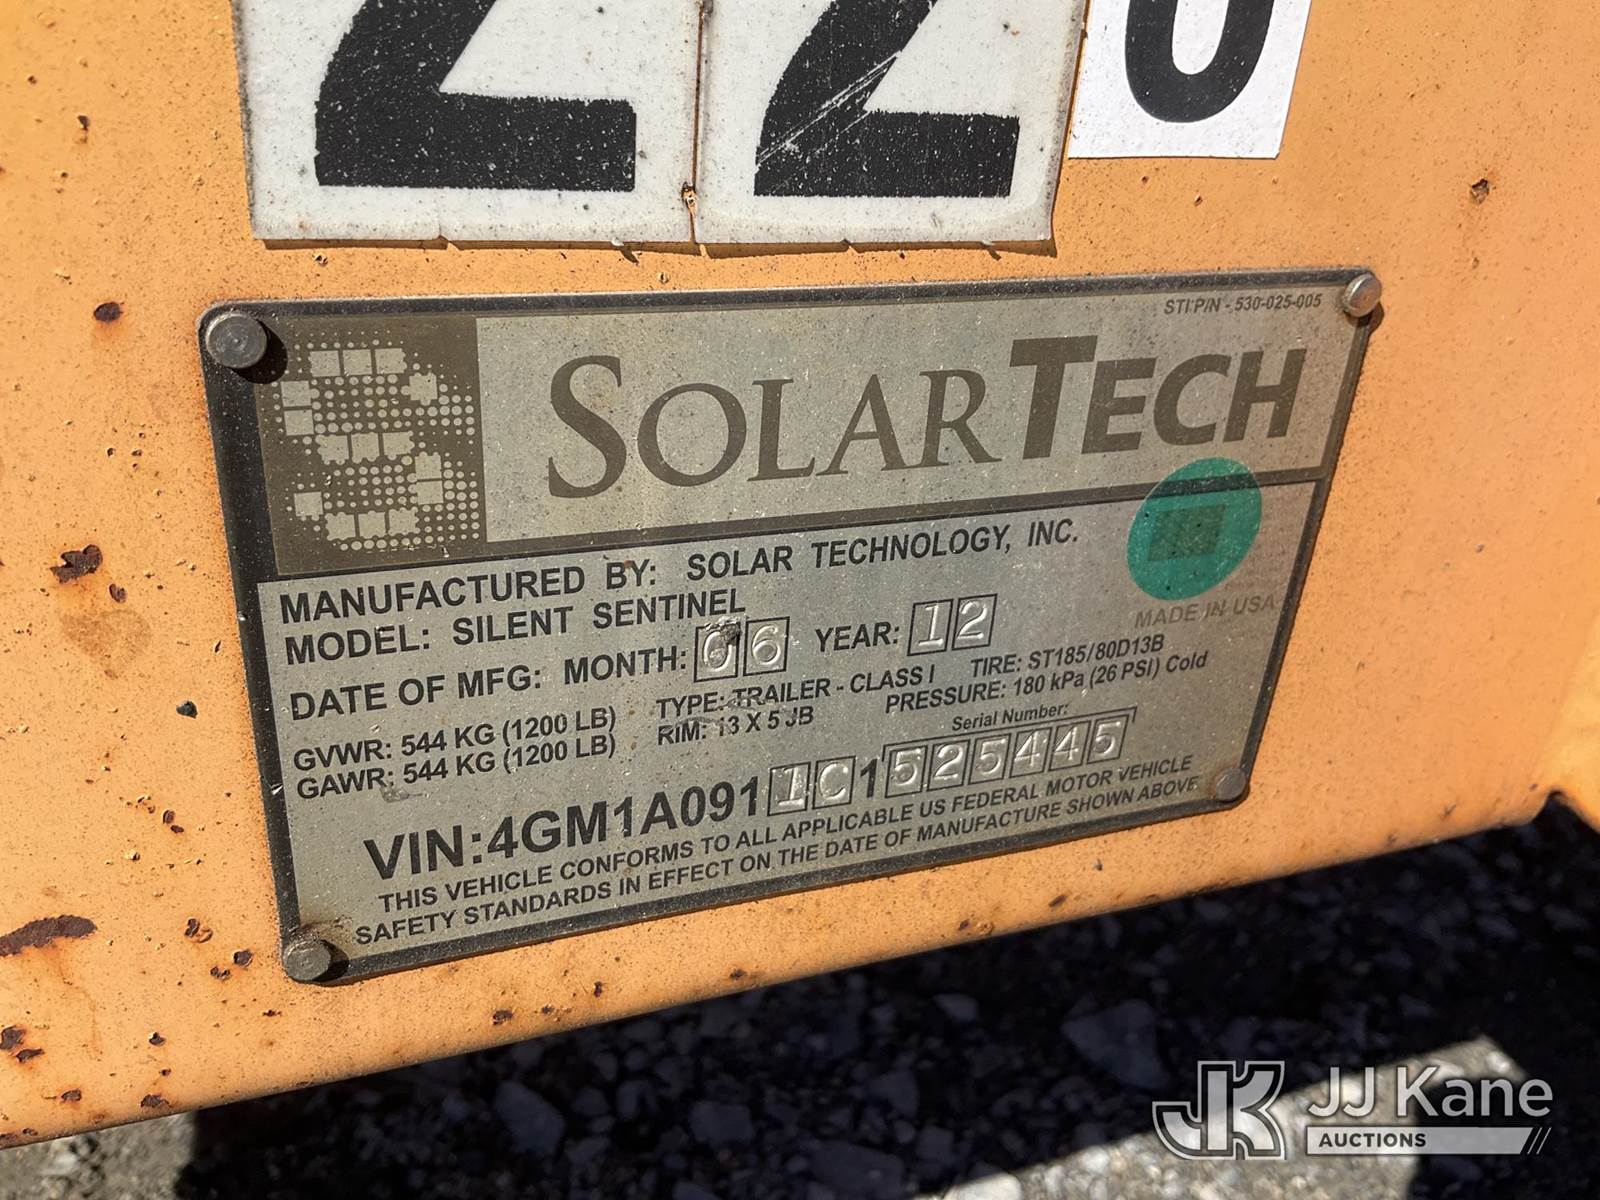 220
STI P/N - 530-025-005
SOLARTECH
MANUFACTURED BY: SOLAR TECHNOLOGY, INC.
MODEL: SILENT SENTINEL
MADE IN USA
DATE OF MFG: MONTH: 06 YEAR: 12
GVWR: 544 KG (1200 LB) TYPE: TRAILER - CLASS I TIRE: ST185/80D13B
GAWR: 544 KG (1200 LB) RIM: 13 X 5 JB PRESSURE: 180 kPa (26 PSI) Cold
Serial Number:
VIN:4GM1A0911C1525445
THIS VEHICLE CONFORMS TO ALL APPLICABLE US FEDERAL MOTOR VEHICLE
SAFETY STANDARDS IN EFFECT ON THE DATE OF MANUFACTURE SHOWN ABOVE
JK JJ Kane
AUCTIONS